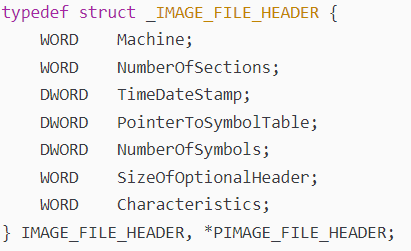 typedef struct _IMAGE_FILE_HEADER {
    WORD    Machine;
    WORD    NumberOfSections;
    DWORD   TimeDateStamp;
    DWORD   PointerToSymbolTable;
    DWORD   NumberOfSymbols;
    WORD    SizeOfOptionalHeader;
    WORD    Characteristics;
} IMAGE_FILE_HEADER, *PIMAGE_FILE_HEADER;